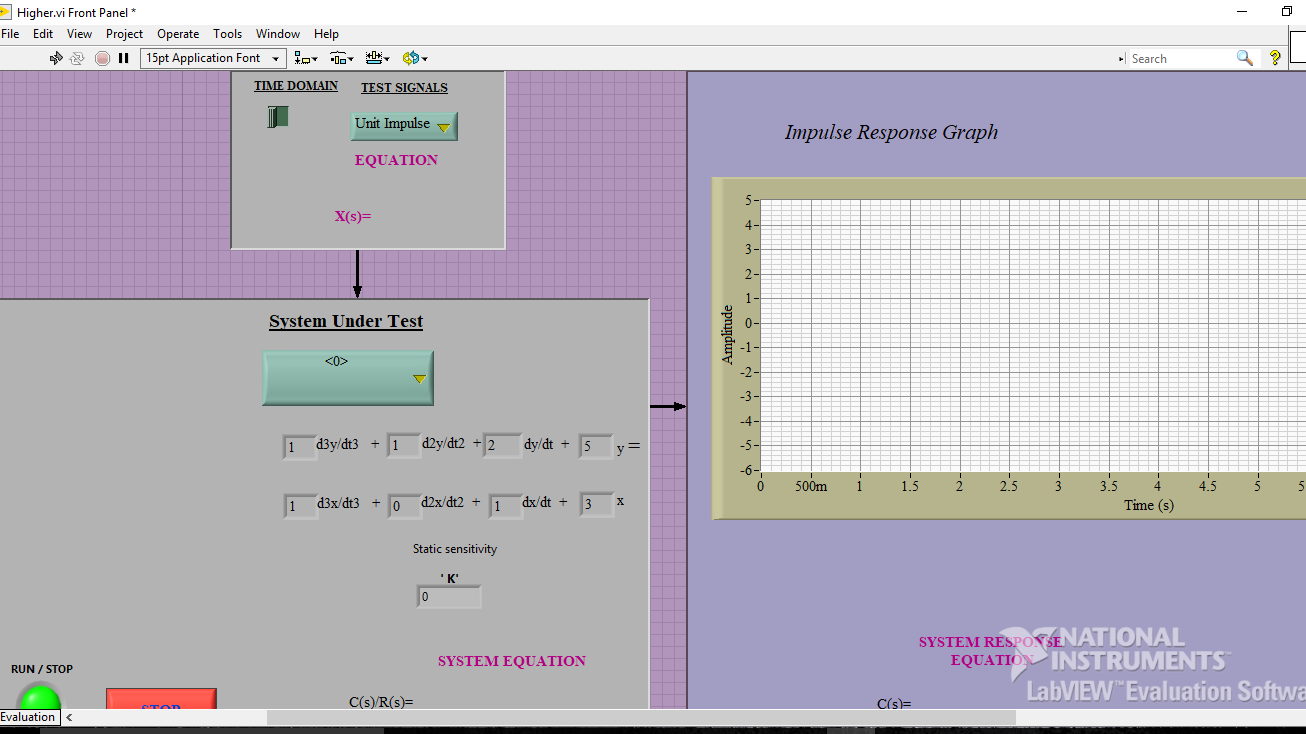 Higher.vi Front Panel *
File Edit View Project Operate Tools Window Help
15pt Application Font
Search
?
TIME DOMAIN
TEST SIGNALS
Unit Impulse
EQUATION
X(s)=
System Under Test
<0>
1 d3y/dt3 + 1 d2y/dt2 + 2 dy/dt + 5 y =
1 d3x/dt3 + 0 d2x/dt2 + 1 dx/dt + 3 x
Static sensitivity
' K'
0
SYSTEM EQUATION
RUN / STOP
STOP
C(s)/R(s)=
Evaluation
Impulse Response Graph
Amplitude
5
4
3
2
1
0
-1
-2
-3
-4
-5
-6
0 500m 1 1.5 2 2.5 3 3.5 4 4.5 5 5
Time (s)
SYSTEM RESPONSE
EQUATION
C(s)=
NATIONAL
INSTRUMENTS™
LabVIEW™ Evaluation Softwa